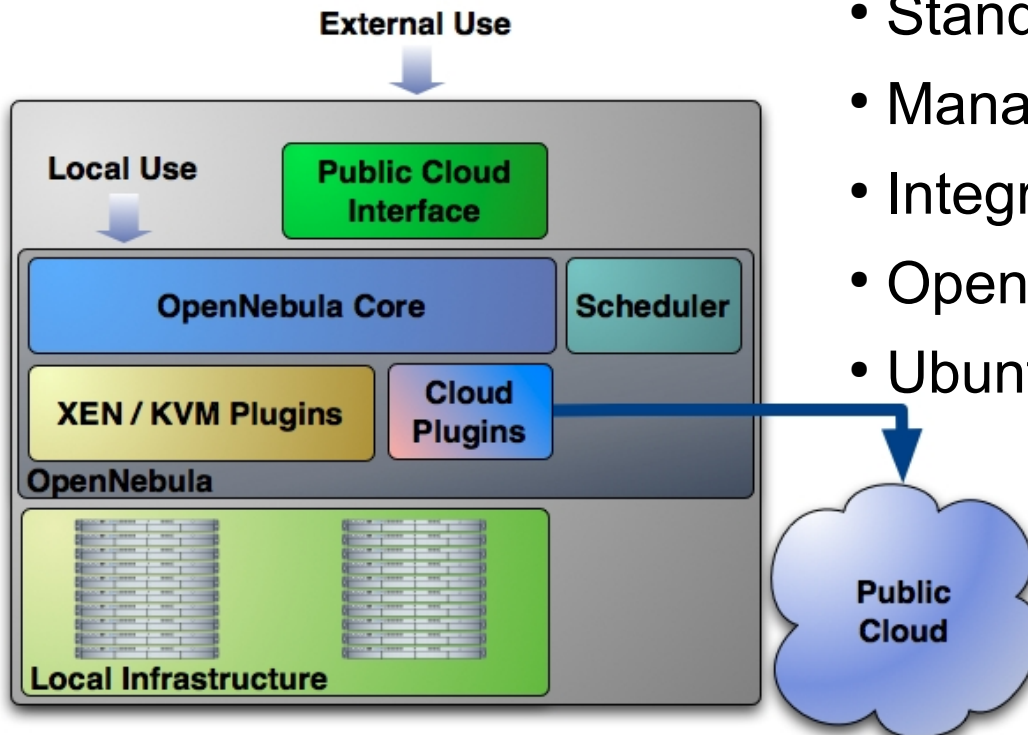 External Use
Local Use
Public Cloud
Interface
OpenNebula Core
Scheduler
XEN / KVM Plugins
Cloud
Plugins
OpenNebula
Local Infrastructure
Public
Cloud
•
•
•
• Open
•